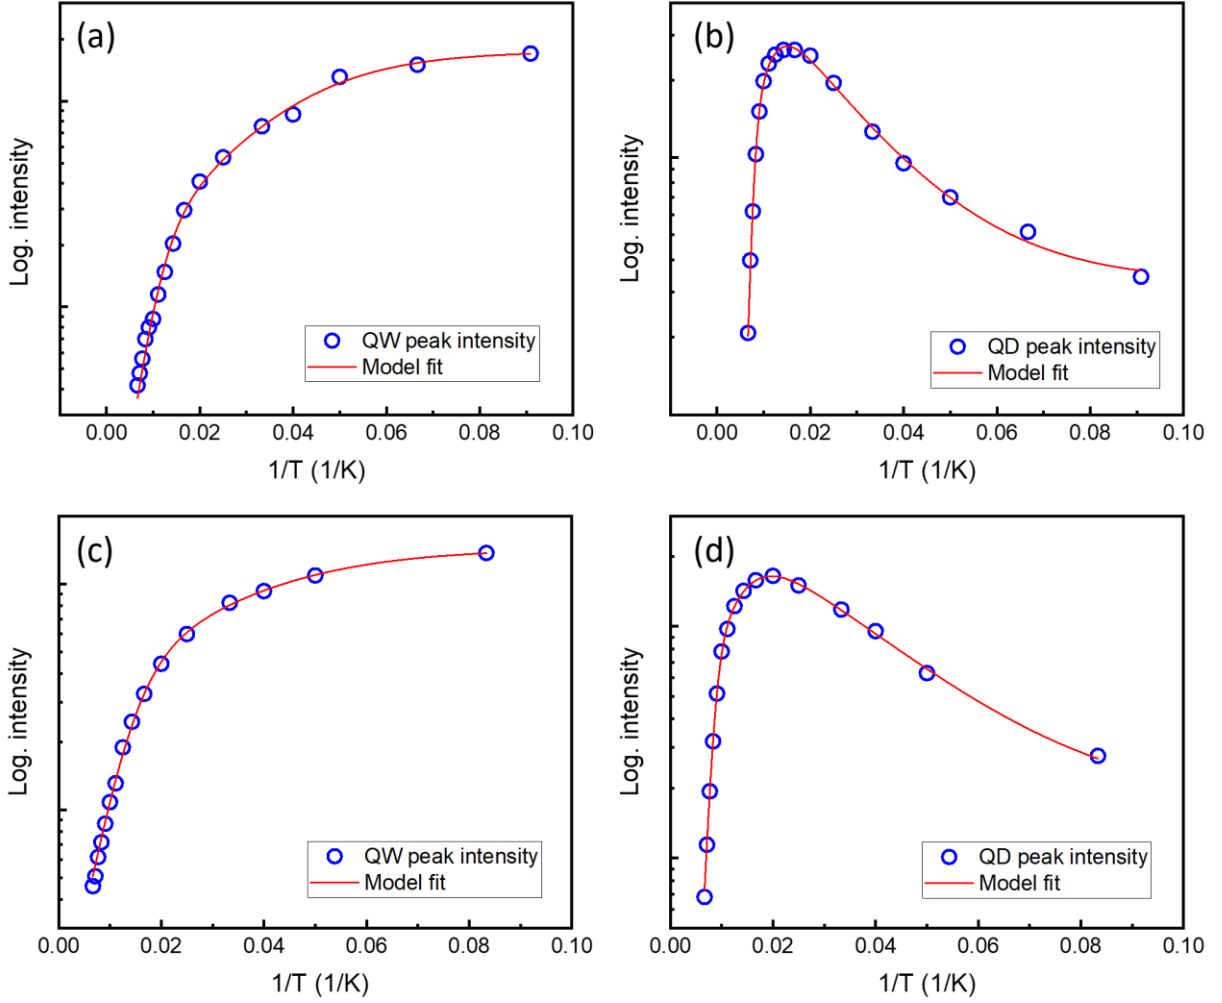 (a)
Log. intensity
QW peak intensity
Model fit
0.00 0.02 0.04 0.06 0.08 0.10
1/T (1/K)
(b)
Log. intensity
QD peak intensity
Model fit
0.00 0.02 0.04 0.06 0.08 0.10
1/T (1/K)
(c)
Log. intensity
QW peak intensity
Model fit
0.00 0.02 0.04 0.06 0.08 0.10
1/T (1/K)
(d)
Log. intensity
QD peak intensity
Model fit
0.00 0.02 0.04 0.06 0.08 0.10
1/T (1/K)